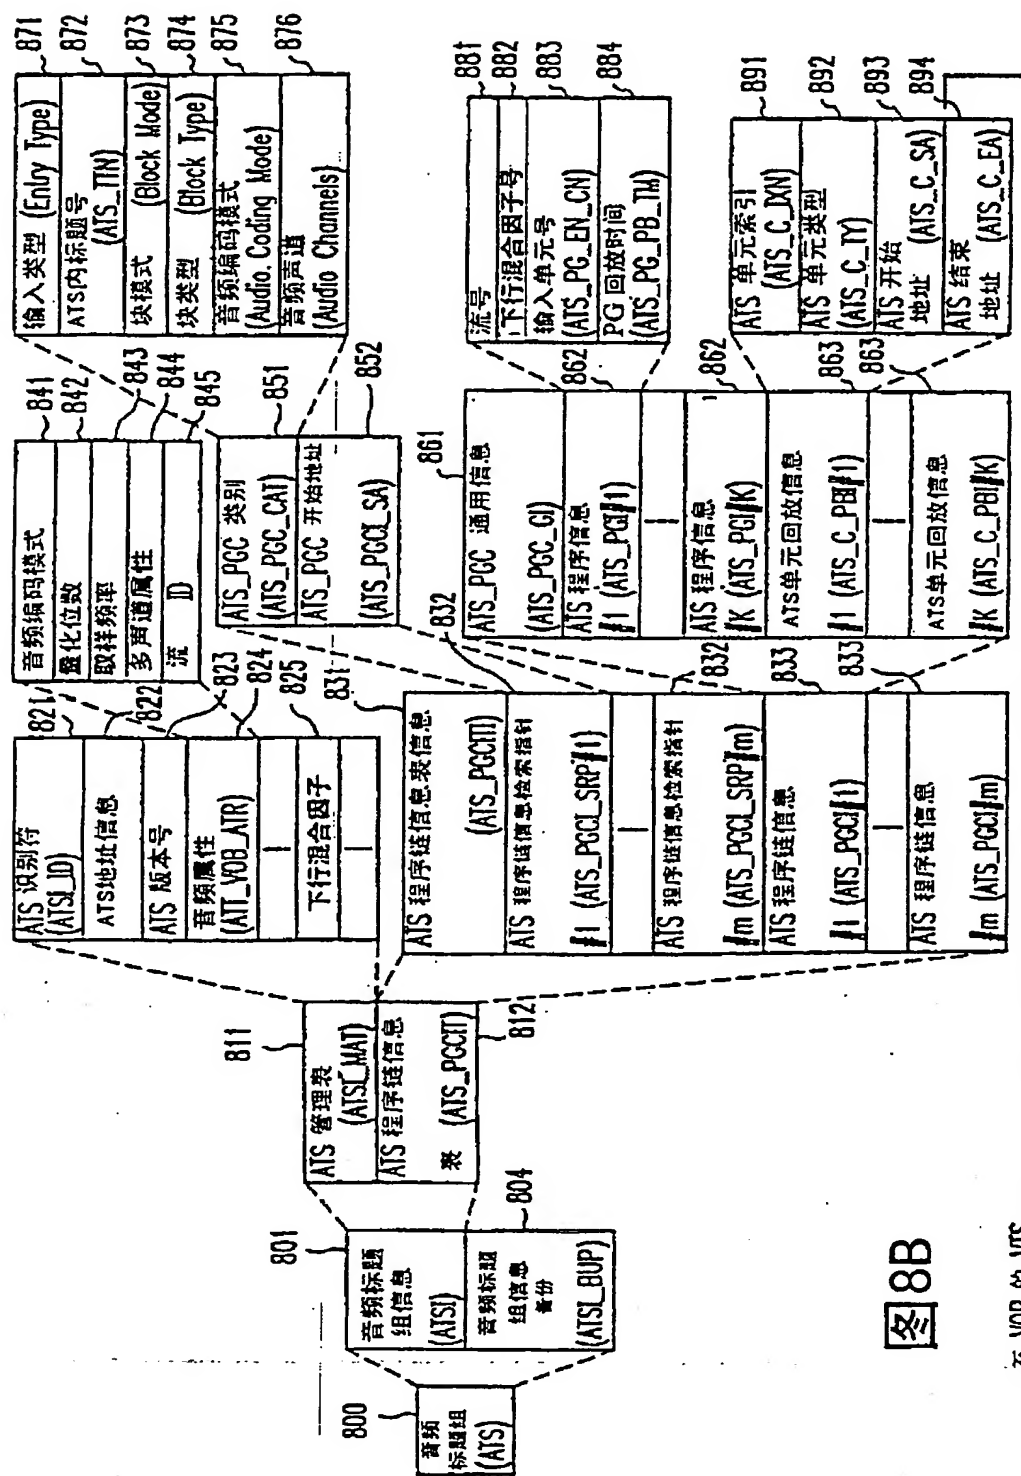 800
音频
标题组
(ATS)
801
音频标题
组信息
(ATSI)
音频标题
组信息
备份
(ATSI_BUP)
804
811
ATS 管理表
(ATSI_MAT)
ATS 程序链信息
表 (ATS_PGCIT)
812
ATS 识别符
(ATSI_ID)
821
ATS地址信息
822
ATS 版本号
823
音频属性
(ATT_VOB_ATR)
824
下行混合因子
825
音频编码模式
841
盈化位数
842
取样频率
843
多声道属性
844
流 ID
845
831
ATS 程序链信息表信息
(ATS_PGCITI)
832
ATS 程序链信息检索指针
#1 (ATS_PGCI_SRP#1)
ATS 程序链信息检索指针
#m (ATS_PGCI_SRP#m)
832
ATS 程序链信息
#1 (ATS_PGCI#1)
833
ATS 程序链信息
#m (ATS_PGCI#m)
833
ATS_PGC 类别
(ATS_PGC_CAT)
851
ATS_PGC 开始地址
(ATS_PGCI_SA)
852
输入类型 (Entry Type)
871
ATS内标题号
(ATS_TTN)
872
块模式 (Block Mode)
873
块类型 (Block Type)
874
音频编码模式
(Audio Coding Mode)
875
音频声道
(Audio Channels)
876
861
ATS_PGC 通用信息
(ATS_PGC_GI)
ATS 程序信息
#1 (ATS_PGI#1)
862
ATS 程序信息
#K (ATS_PGI#K)
862
ATS单元回放信息
#1 (ATS_C_PBI#1)
863
ATS单元回放信息
#K (ATS_C_PBI#K)
863
流号
881
下行混合因子号
882
输入单元号
(ATS_PG_EN_CN)
883
PG 回放时间
(ATS_PG_PB_TM)
884
ATS 单元索引
(ATS_C_IXN)
891
ATS 单元类型
(ATS_C_TY)
892
ATS 开始
地址 (ATS_C_SA)
893
ATS 结束
地址 (ATS_C_EA)
894
图8B